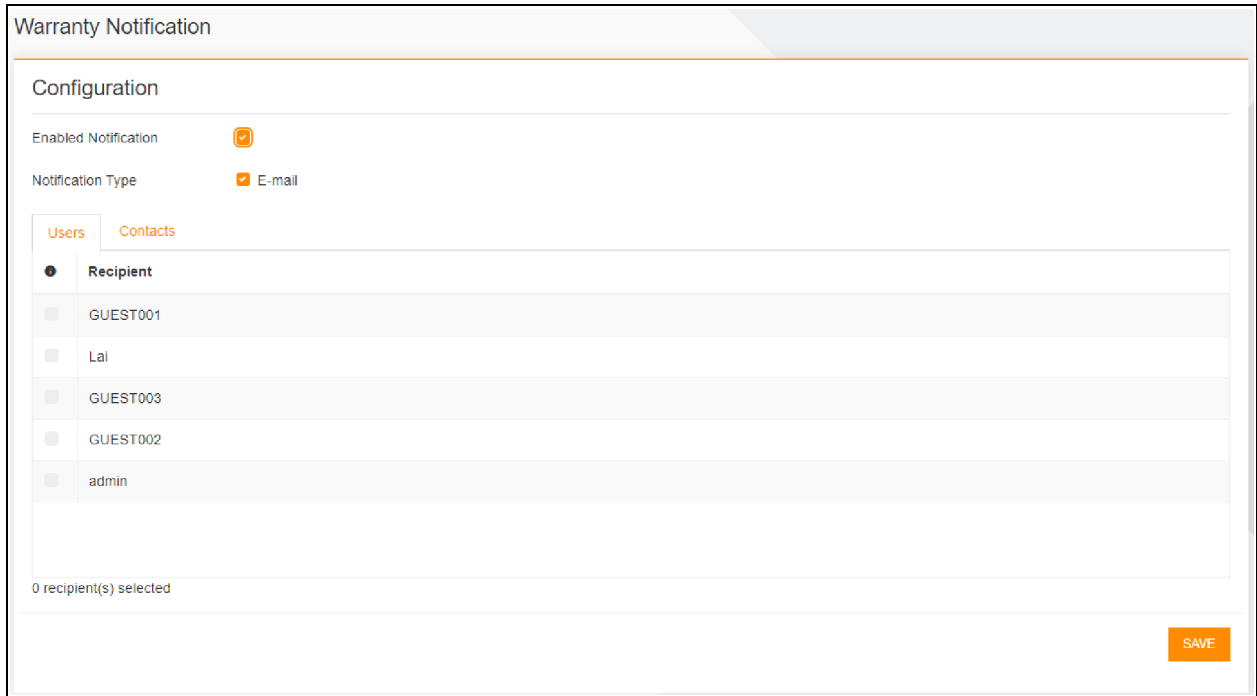 Warranty Notification
Configuration
Enabled Notification
Notification Type E-mail
Users Contacts
Recipient
GUEST001
Lai
GUEST003
GUEST002
admin
0 recipient(s) selected
SAVE